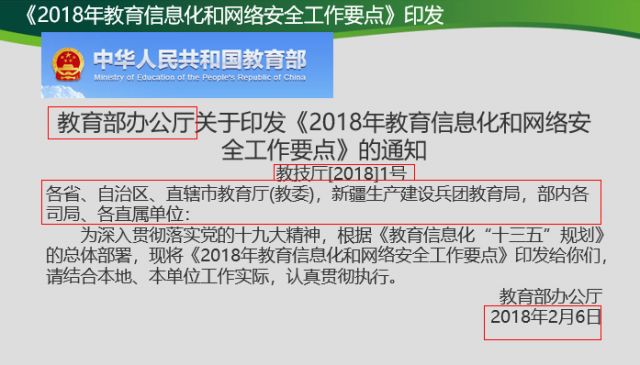 《2018年教育信息化和网络安全工作要点》印发
中华人民共和国教育部
Ministry of Education of the People's Republic of China
教育部办公厅关于印发《2018年教育信息化和网络安
全工作要点》的通知
教技厅[2018]1号
各省、自治区、直辖市教育厅(教委)，新疆生产建设兵团教育局，部内各
司局、各直属单位：
为深入贯彻落实党的十九大精神，根据《教育信息化“十三五”规划》
的总体部署，现将《2018年教育信息化和网络安全工作要点》印发给你们，
请结合本地、本单位工作实际，认真贯彻执行。
教育部办公厅
2018年2月6日